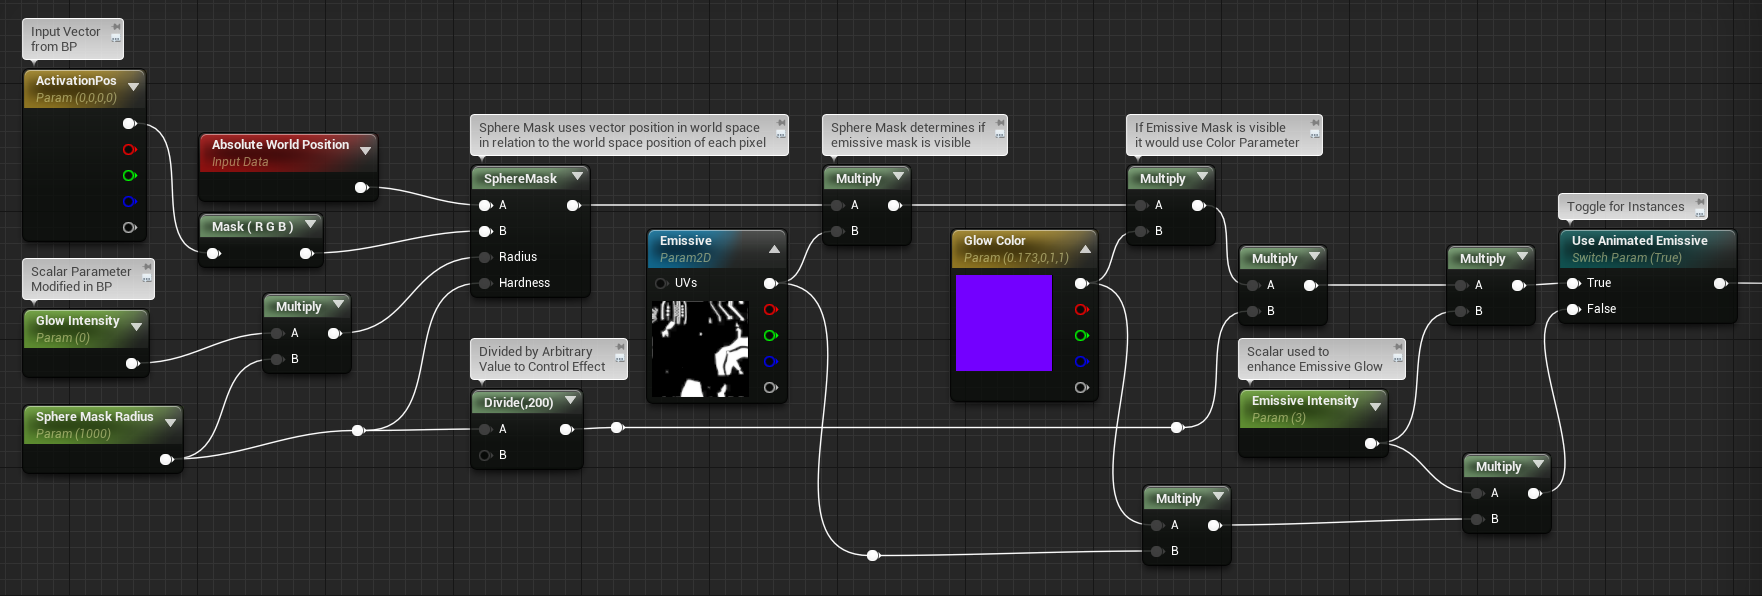 Input Vector
from BP
ActivationPos
Param (0,0,0,0)
Absolute World Position
Input Data
Mask ( R G B )
Scalar Parameter
Modified in BP
Glow Intensity
Param (0)
Multiply
A
B
Sphere Mask Radius
Param (1000)
Sphere Mask uses vector position in world space
in relation to the world space position of each pixel
SphereMask
A
B
Radius
Hardness
Divided by Arbitrary
Value to Control Effect
Divide(,200)
A
B
Emissive
Param2D
UVs
Sphere Mask determines if
emissive mask is visible
Multiply
A
B
Glow Color
Param (0.173,0,1,1)
If Emissive Mask is visible
it would use Color Parameter
Multiply
A
B
Multiply
A
B
Scalar used to
enhance Emissive Glow
Emissive Intensity
Param (3)
Multiply
A
B
Multiply
A
B
Multiply
A
B
Toggle for Instances
Use Animated Emissive
Switch Param (True)
True
False